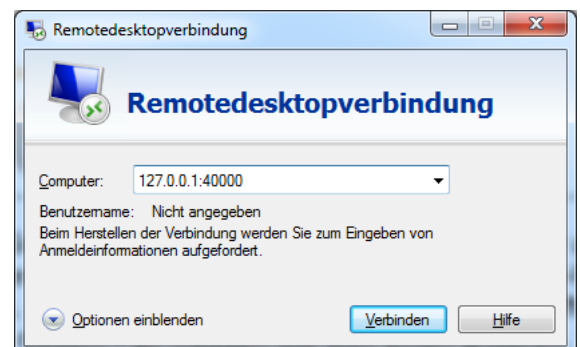 Remotedesktopverbindung
Remotedesktopverbindung
Computer: 127.0.0.1:40000
Benutzername: Nicht angegeben
Beim Herstellen der Verbindung werden Sie zum Eingeben von
Anmeldeinformationen aufgefordert.
Optionen einblenden Verbinden Hilfe